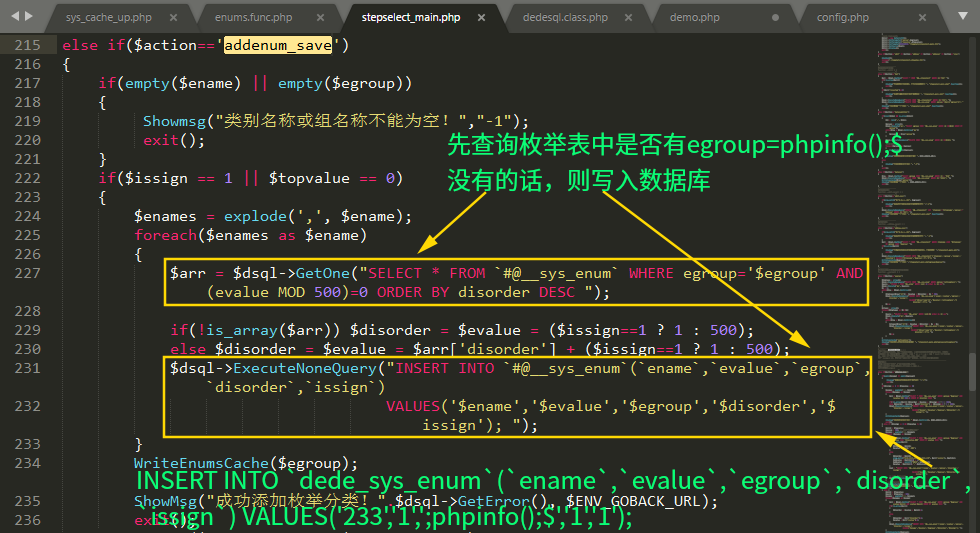 sys_cache_up.php × enums.func.php × stepselect_main.php × dedesql.class.php × demo.php config.php ×
215 else if($action=='addenum_save')
216 {
217 if(empty($ename) || empty($egroup))
218 {
219 Showmsg("类别名称或组名称不能为空！","-1");
220 exit();
先查询枚举表中是否有egroup=phpinfo();$
221 }
222 if($issign == 1 || $topvalue == 0)
没有的话，则写入数据库
223 {
224 $enames = explode(',', $ename);
225 foreach($enames as $ename)
226 {
227 $arr = $dsql->GetOne("SELECT * FROM `#@__sys_enum` WHERE egroup='$egroup' AND
(evalue MOD 500)=0 ORDER BY disorder DESC ");
228
229 if(!is_array($arr)) $disorder = $evalue = ($issign==1 ? 1 : 500);
230 else $disorder = $evalue = $arr['disorder'] + ($issign==1 ? 1 : 500);
231 $dsql->ExecuteNoneQuery("INSERT INTO `#@__sys_enum`(`ename`,`evalue`,`egroup`,
`disorder`,`issign`)
232 VALUES('$ename','$evalue','$egroup','$disorder','$
issign'); ");
233 }
234 WriteEnumsCache($egroup);
INSERT INTO `dede_sys_enum`(`ename`,`evalue`,`egroup`,`disorder`,
235 ShowMsg("成功添加枚举分类！" $dsql->GetError(), $ENV_GOBACK_URL);
`issign`) VALUES('233','1',';phpinfo();$','1','1');
236 exit();